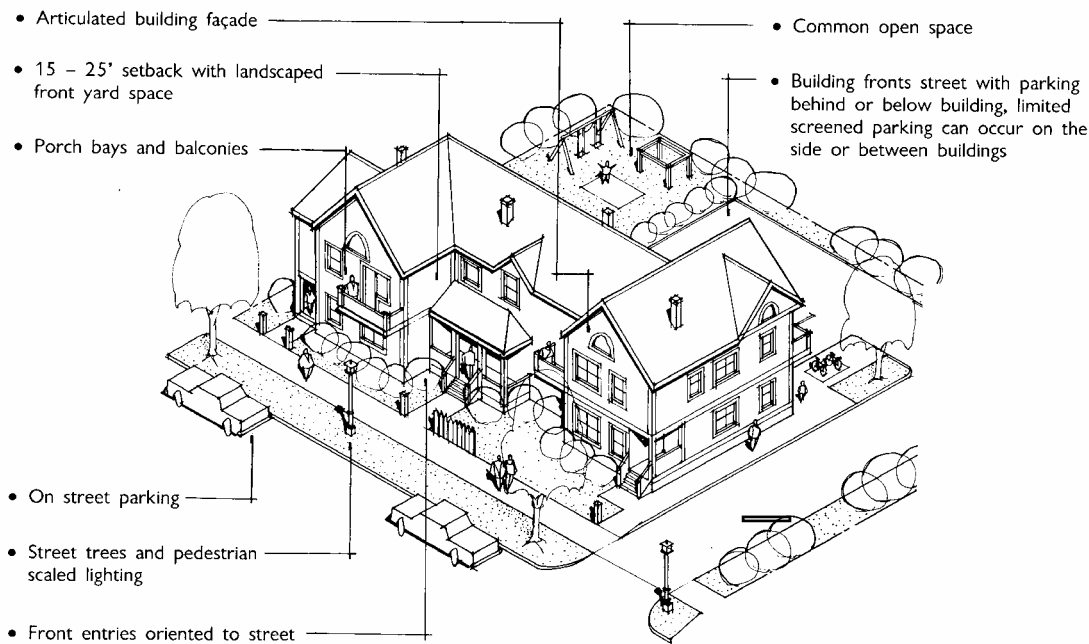 • Articulated building façade
• 15 – 25' setback with landscaped
front yard space
• Porch bays and balconies
• Common open space
• Building fronts street with parking
behind or below building, limited
screened parking can occur on the
side or between buildings
• On street parking
• Street trees and pedestrian
scaled lighting
• Front entries oriented to street